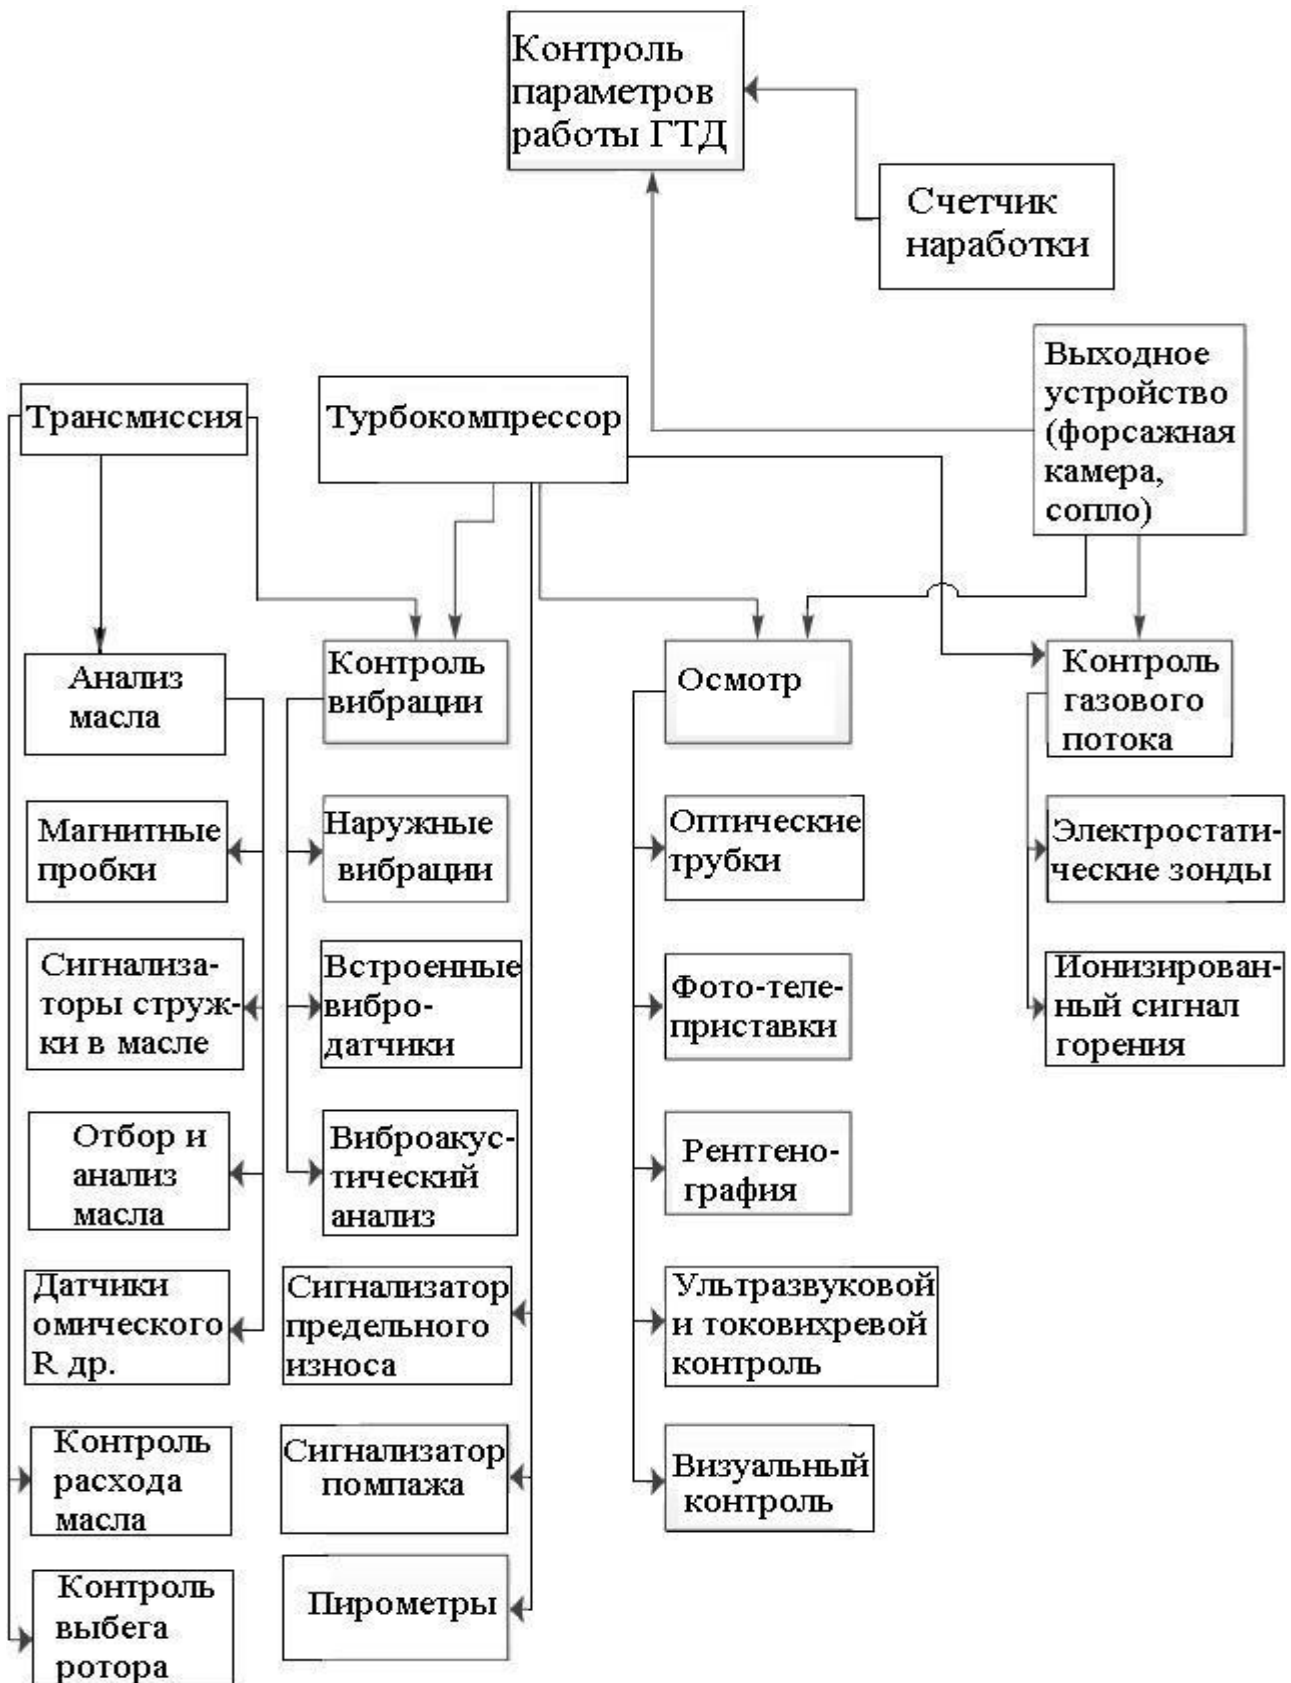 Контроль
параметров
работы ГТД
Счетчик
наработки
Выходное
устройство
(форсажная
камера,
сопло)
Трансмиссия
Турбокомпрессор
Анализ
масла
Контроль
вибрации
Осмотр
Контроль
газового
потока
Магнитные
пробки
Наружные
вибрации
Оптические
трубки
Электростати-
ческие зонды
Сигнализа-
торы струж-
ки в масле
Встроенные
вибро-
датчики
Фото-теле-
приставки
Ионизирован-
ный сигнал
горения
Отбор и
анализ
масла
Виброакус-
тический
анализ
Рентгено-
графия
Датчики
омического
R др.
Сигнализатор
предельного
износа
Ультразвуковой
и токовихревой
контроль
Контроль
расхода
масла
Сигнализатор
помпажа
Визуальный
контроль
Контроль
выбега
ротора
Пирометры